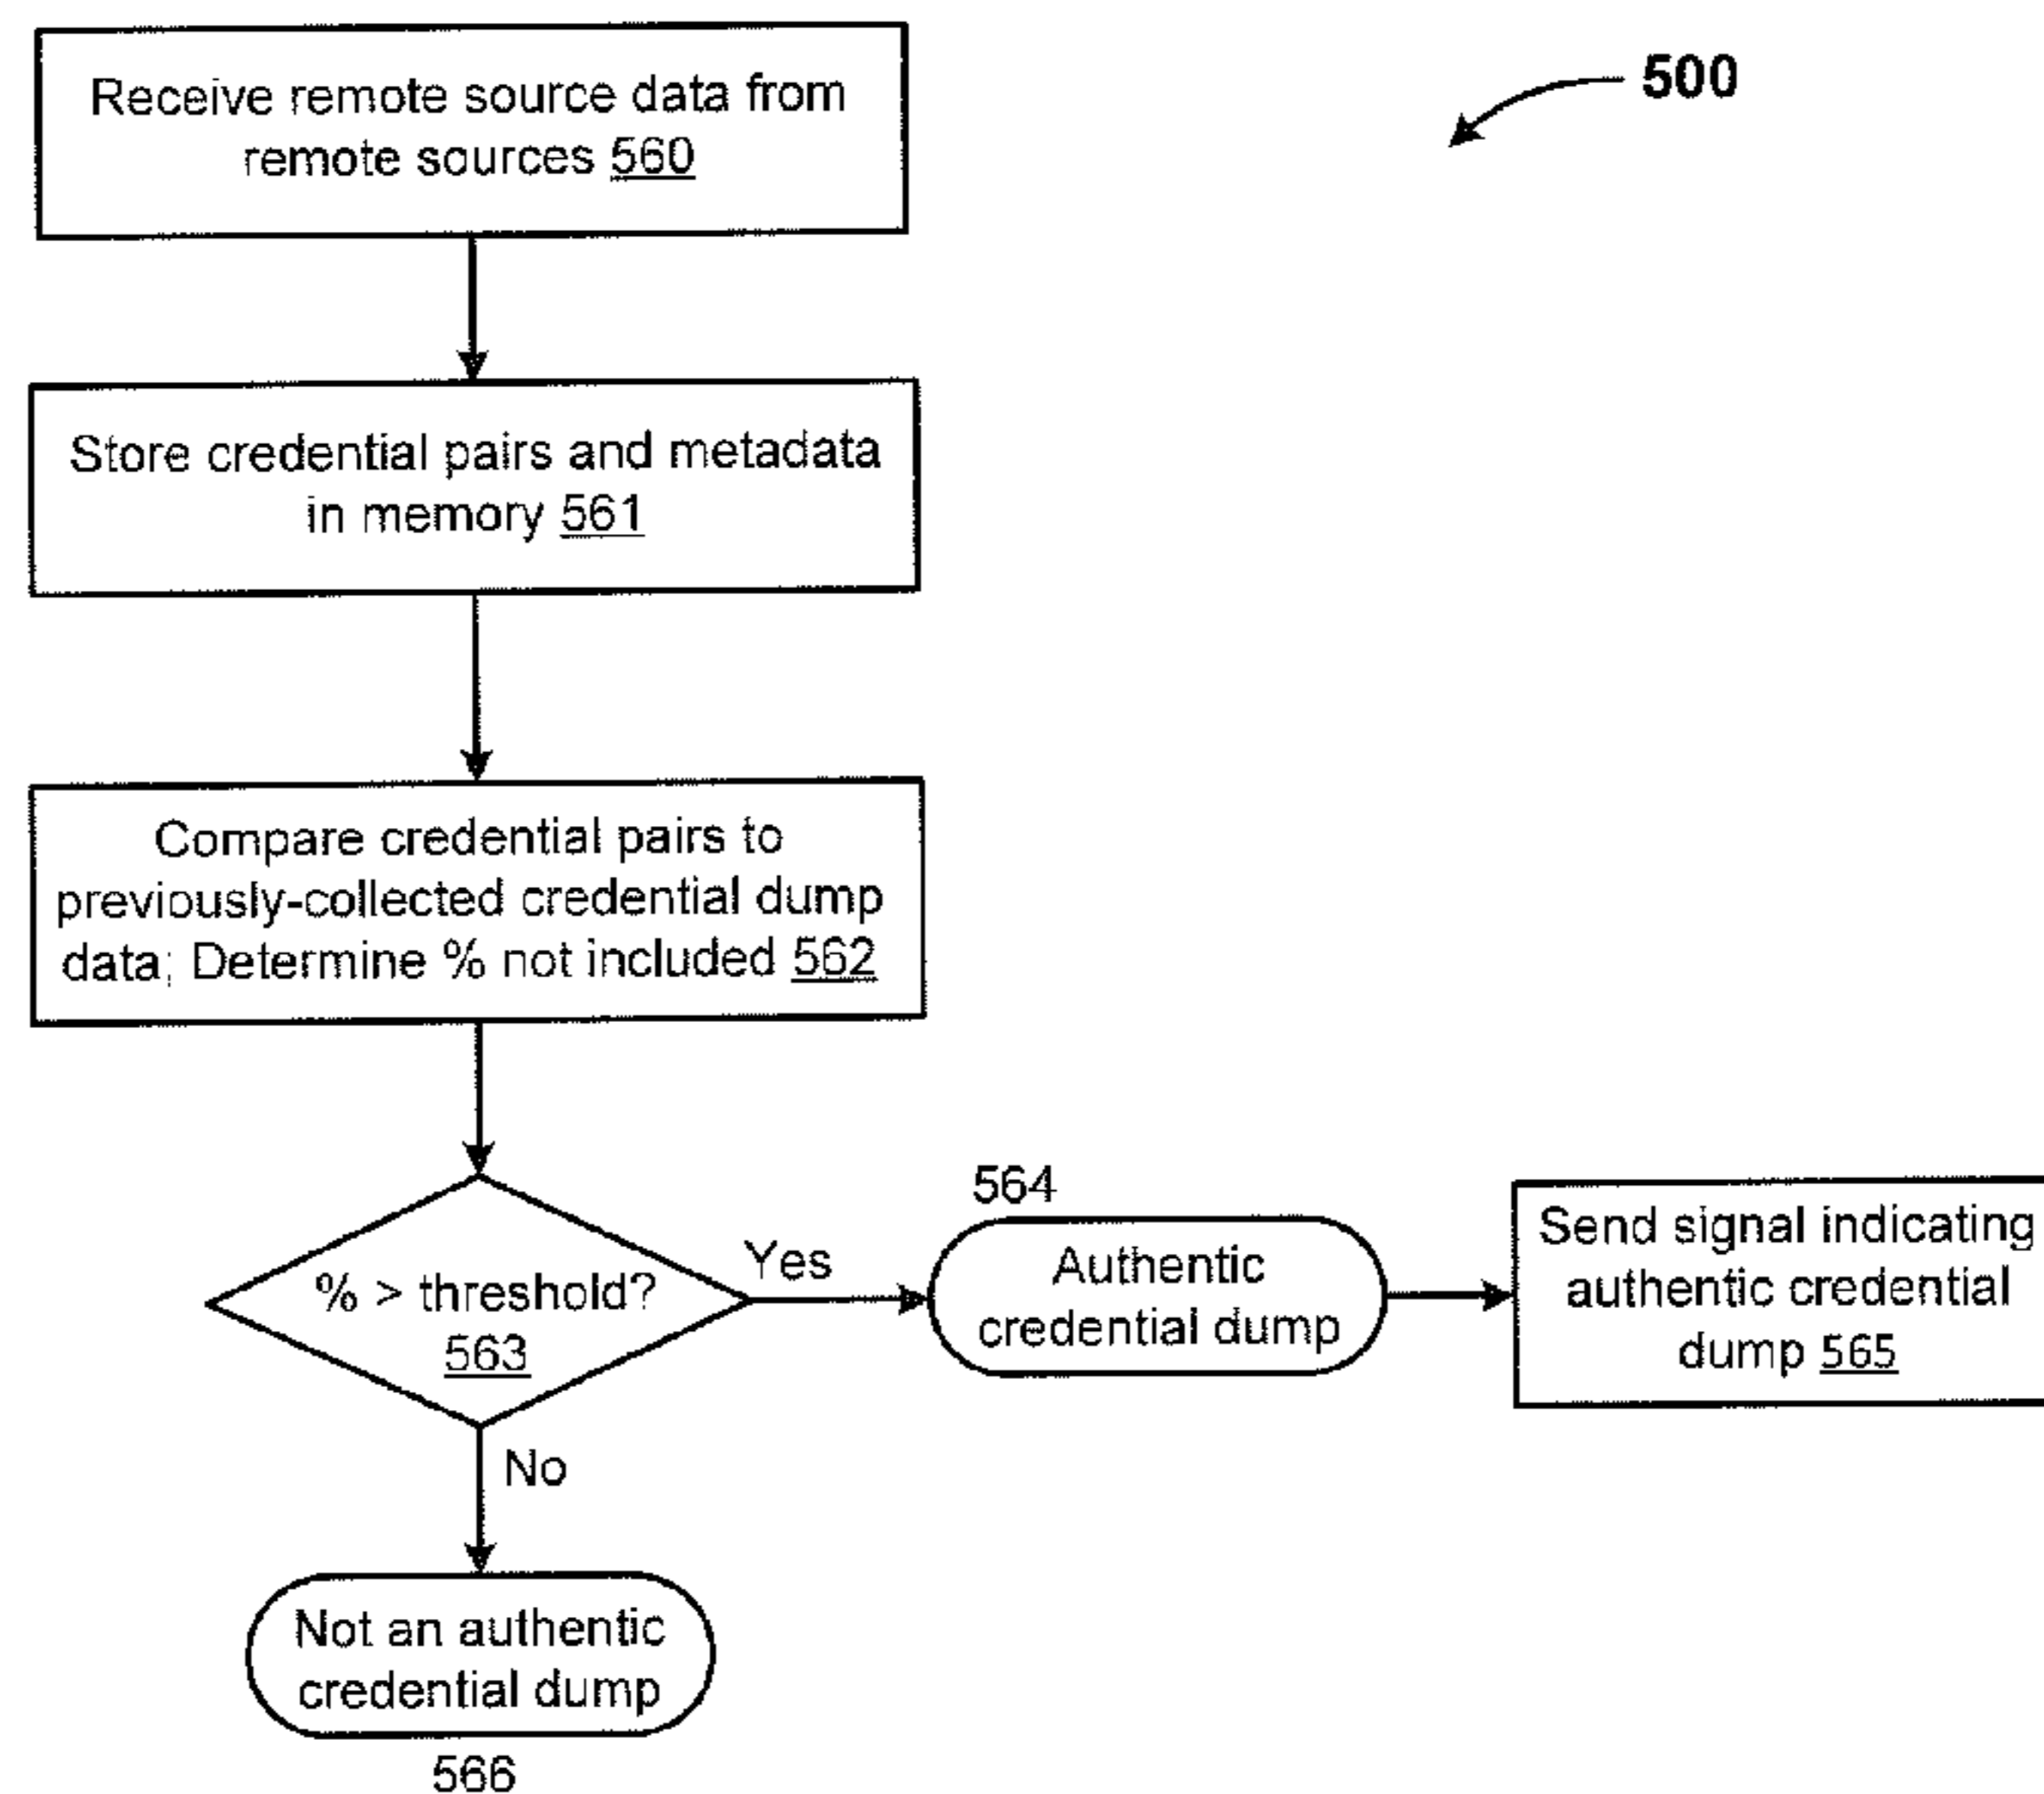 Receive remote source data from
remote sources 560
500
Store credential pairs and metadata
in memory 561
Compare credential pairs to
previously-collected credential dump
data; Determine % not included 562
% > threshold?
563
Yes
564
Authentic
credential dump
Send signal indicating
authentic credential
dump 565
No
Not an authentic
credential dump
566